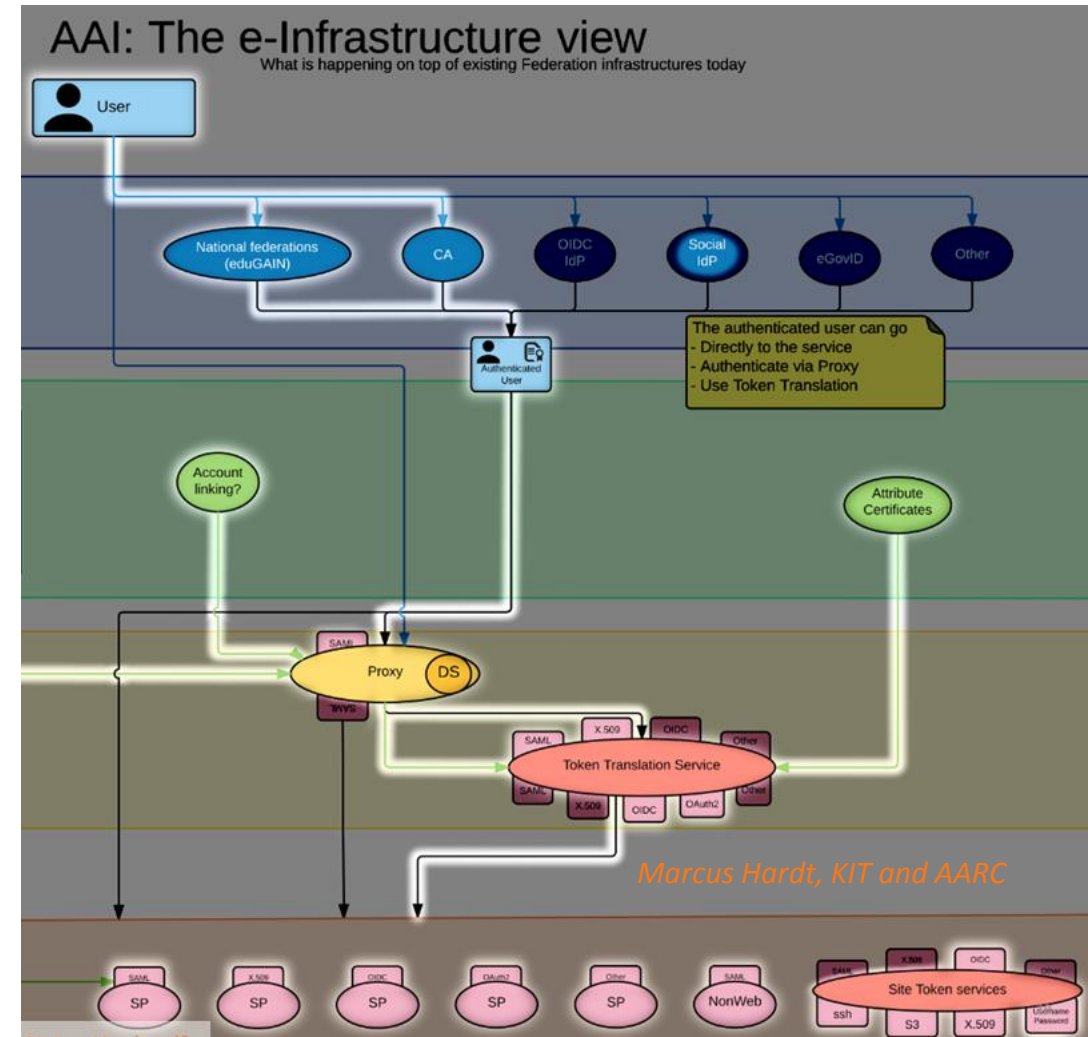 AAI: The e-Infrastructure view
What is happening on top of existing Federation infrastructures today
User
National federations
(eduGAIN)
CA
OIDC
IdP
Social
IdP
eGovID
Other
Authenticated
User
The authenticated user can go
- Directly to the service
- Authenticate via Proxy
- Use Token Translation
Account
linking?
Attribute
Certificates
SAML
Proxy
DS
SAML
SAML
X.509
OIDC
Other
Token Translation Service
SAML
X.509
OIDC
OAuth2
Other
Marcus Hardt, KIT and AARC
SAML
SP
X.509
SP
OIDC
SP
OAuth2
SP
Other
SP
SAML
NonWeb
SAML
X.509
OIDC
Other
Site Token services
ssh
S3
X.509
Username
Password